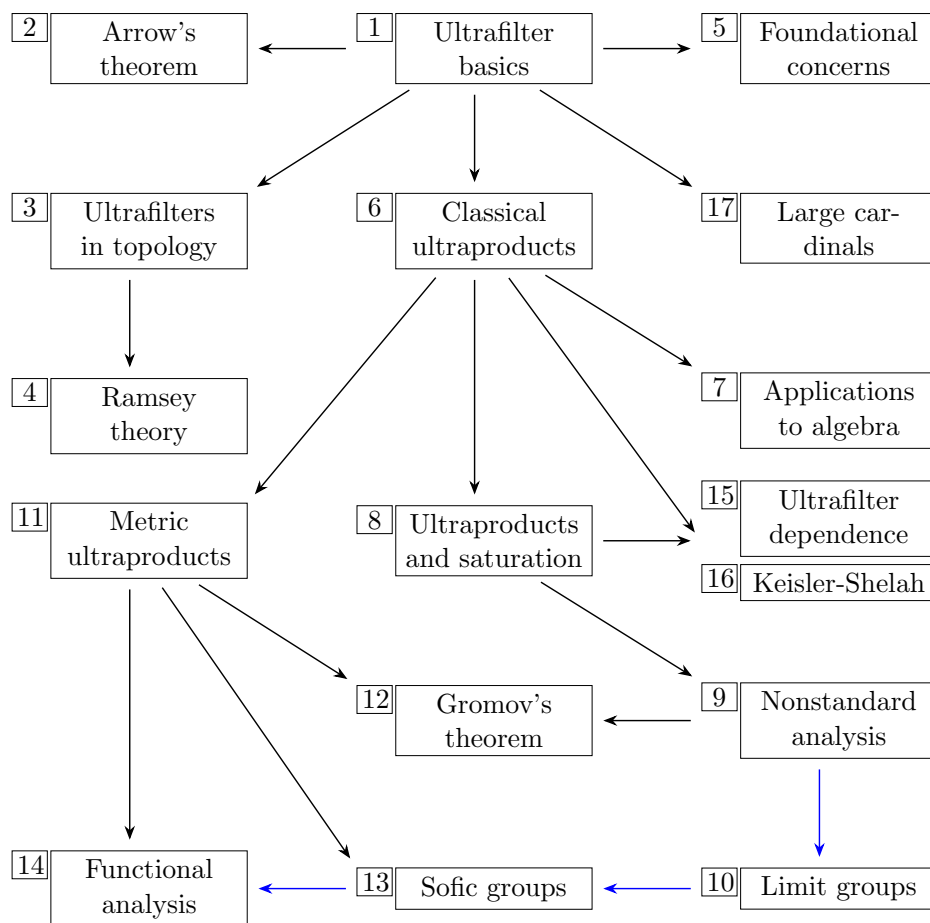 2
Arrow's
theorem
1
Ultrafilter
basics
5
Foundational
concerns
3
Ultrafilters
in topology
6
Classical
ultraproducts
17
Large car-
dinals
4
Ramsey
theory
7
Applications
to algebra
11
Metric
ultraproducts
8
Ultraproducts
and saturation
15
Ultrafilter
dependence
16
Keisler-Shelah
12
Gromov's
theorem
9
Nonstandard
analysis
14
Functional
analysis
13
Sofic groups
10
Limit groups